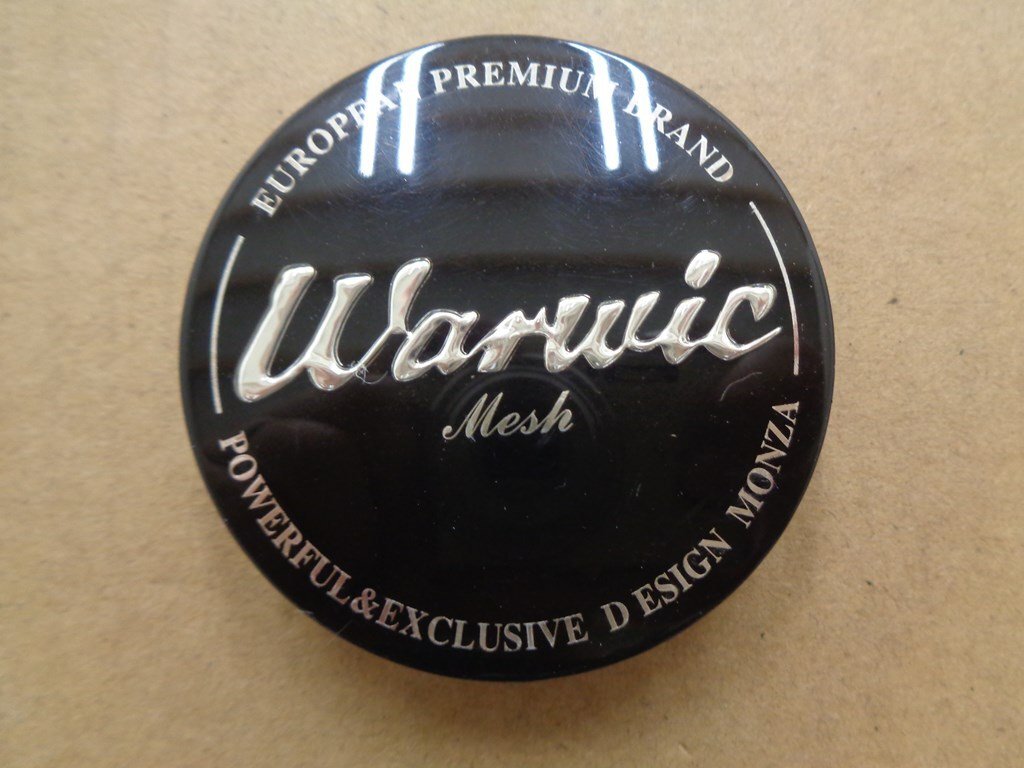 EUROPEAN PREMIUM BRAND
Warwic
Mesh
POWERFUL&EXCLUSIVE D ESIGN MONZA